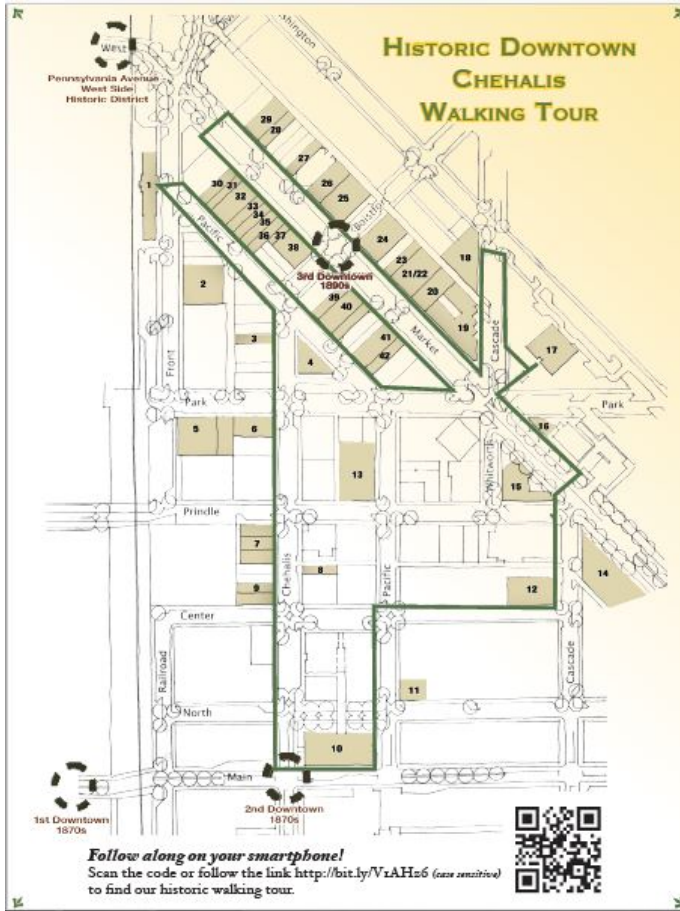 HISTORIC DOWNTOWN
CHEHALIS
WALKING TOUR
West
Pennsylvania Avenue
West Side
Historic District
Washington
29
28
27
26
25
Boistfort
24
23
21/22
20
19
18
17
16
1
30
31
32
33
34
35
36
37
38
Pacific
3rd Downtown
1890s
39
40
41
42
Market
Cascade
2
3
4
Front
Park
Park
5
6
13
Whitworth
15
Prindle
7
8
9
Chehalis
Pacific
12
14
Center
Railroad
Cascade
11
North
10
Main
1st Downtown
1870s
2nd Downtown
1870s
Follow along on your smartphone!
Scan the code or follow the link http://bit.ly/V1AHz6 (case sensitive)
to find our historic walking tour.